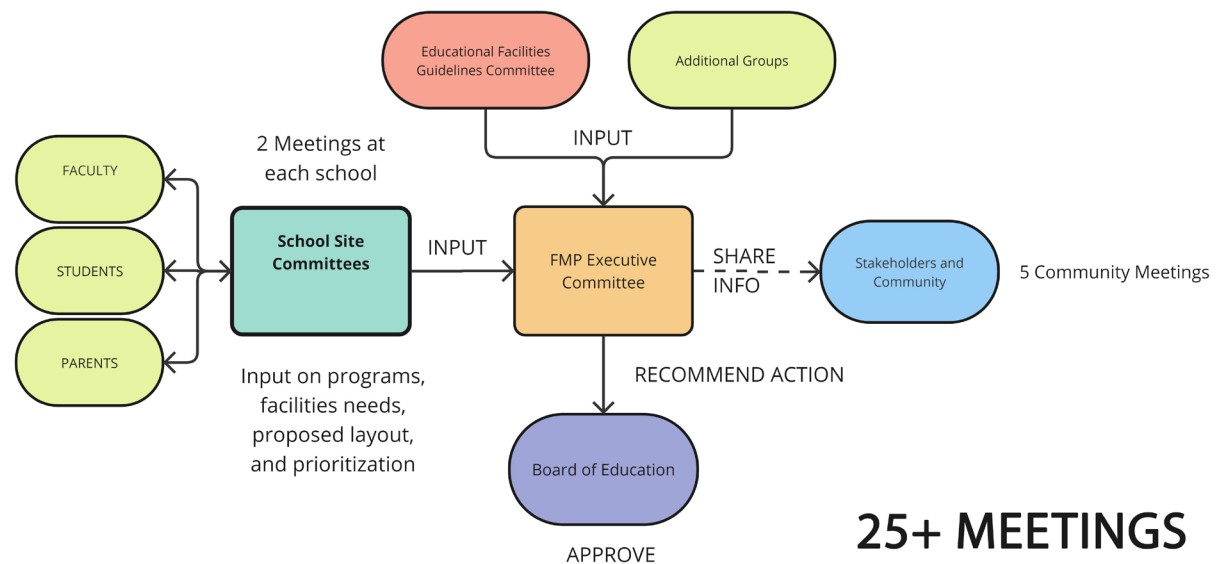 Educational Facilities
Guidelines Committee
Additional Groups
INPUT
2 Meetings at
each school
FACULTY
STUDENTS
PARENTS
School Site
Committees
INPUT
FMP Executive
Committee
SHARE
INFO
Stakeholders and
Community
5 Community Meetings
Input on programs,
facilities needs,
proposed layout,
and prioritization
RECOMMEND ACTION
Board of Education
APPROVE
25+ MEETINGS